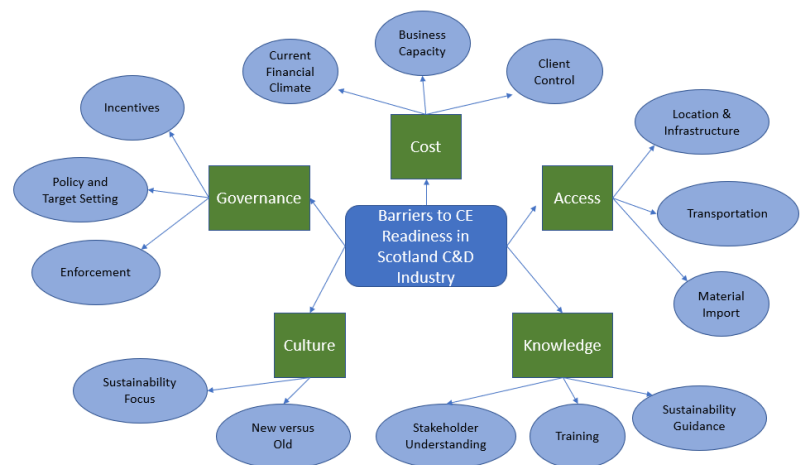 Business
Capacity
Current
Financial
Climate
Client
Control
Incentives
Cost
Location &
Infrastructure
Policy and
Target Setting
Governance
Access
Barriers to CE
Readiness in
Scotland C&D
Industry
Transportation
Enforcement
Material
Import
Culture
Knowledge
Sustainability
Focus
New versus
Old
Stakeholder
Understanding
Training
Sustainability
Guidance